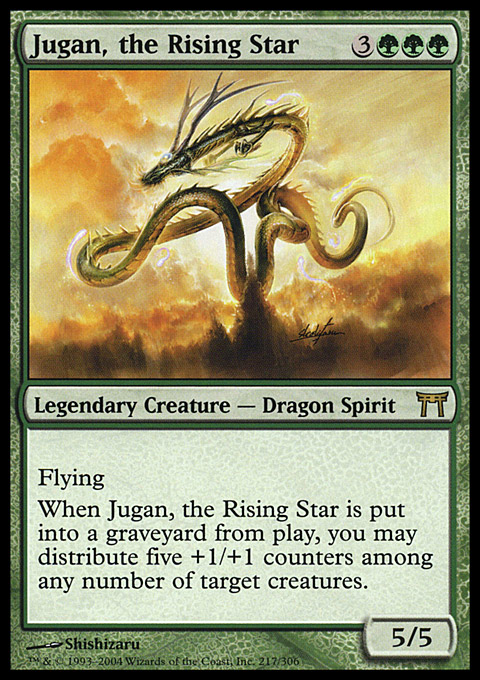 Jugan, the Rising Star 3
Legendary Creature — Dragon Spirit
Flying
When Jugan, the Rising Star is put
into a graveyard from play, you may
distribute five +1/+1 counters among
any number of target creatures.
Shishizaru
5/5
™ & © 1993–2004 Wizards of the Coast, Inc. 217/306